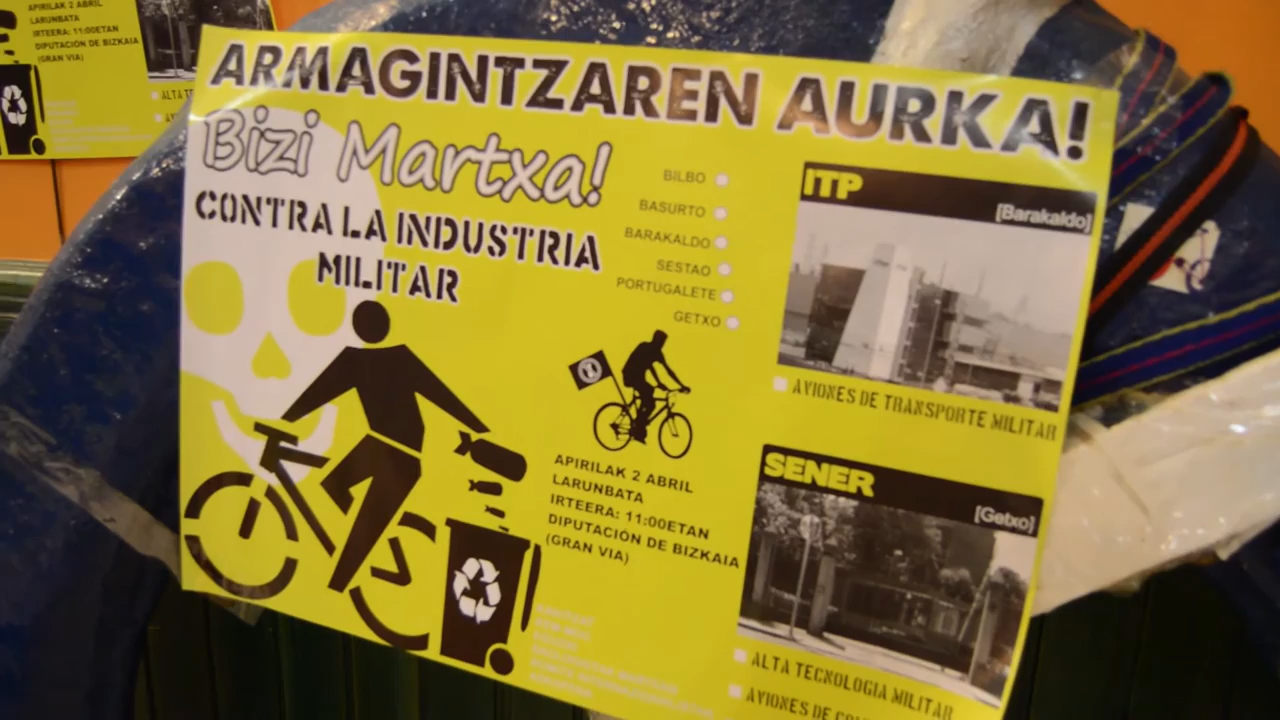 APIRILAK 2 ABRIL
LARUNBATA
IRTEERA: 11:00ETAN
DIPUTACIÓN DE BIZKAIA
(GRAN VIA)
ARMAGINTZAREN AURKA!
Bizi Martxa!
CONTRA LA INDUSTRIA
MILITAR
BILBO
BASURTO
BARAKALDO
SESTAO
PORTUGALETE
GETXO
ITP
[Barakaldo]
AVIONES DE TRANSPORTE MILITAR
APIRILAK 2 ABRIL
LARUNBATA
IRTEERA: 11:00ETAN
DIPUTACIÓN DE BIZKAIA
(GRAN VIA)
SENER
[Getxo]
ALTA TECNOLOGIA MILITAR
AVIONES DE